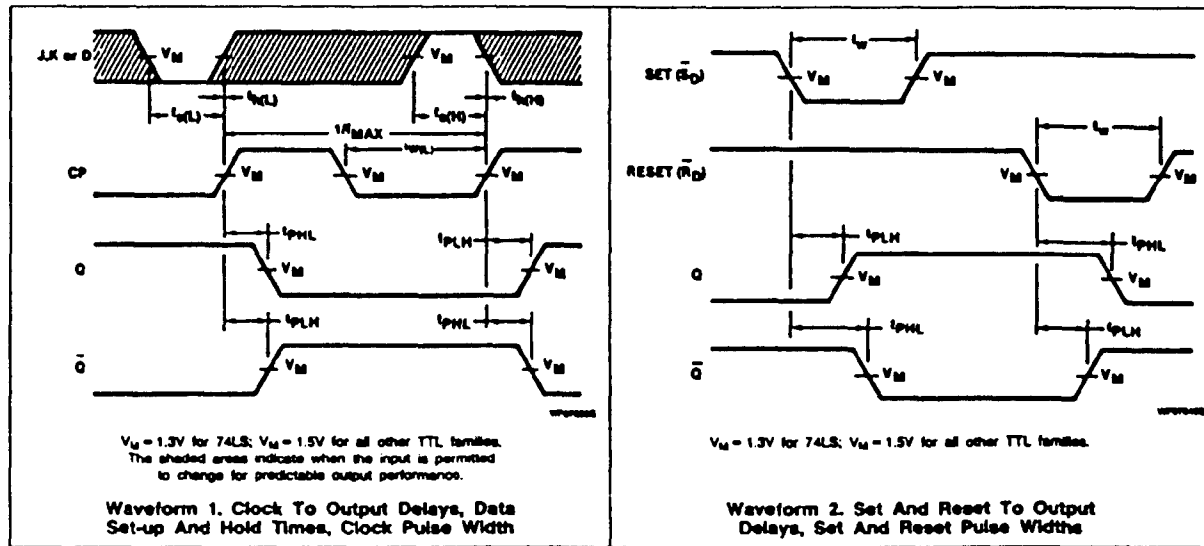 J,K or D
VM
VM
VM
VM
ts(L)
th(L)
ts(H)
th(H)
1/fMAX
tW(L)
CP
VM
VM
VM
tPHL
tPLH
Q
VM
VM
tPLH
tPHL
Q̄
VM
VM
VM = 1.3V for 74LS; VM = 1.5V for all other TTL families.
The shaded areas indicate when the input is permitted
to change for predictable output performance.
Waveform 1. Clock To Output Delays, Data
Set-up And Hold Times, Clock Pulse Width
tW
SET (S̄D)
VM
VM
tW
RESET (R̄D)
VM
VM
tPLH
tPHL
Q
VM
VM
tPHL
tPLH
Q̄
VM
VM
VM = 1.3V for 74LS; VM = 1.5V for all other TTL families.
Waveform 2. Set And Reset To Output
Delays, Set And Reset Pulse Widths